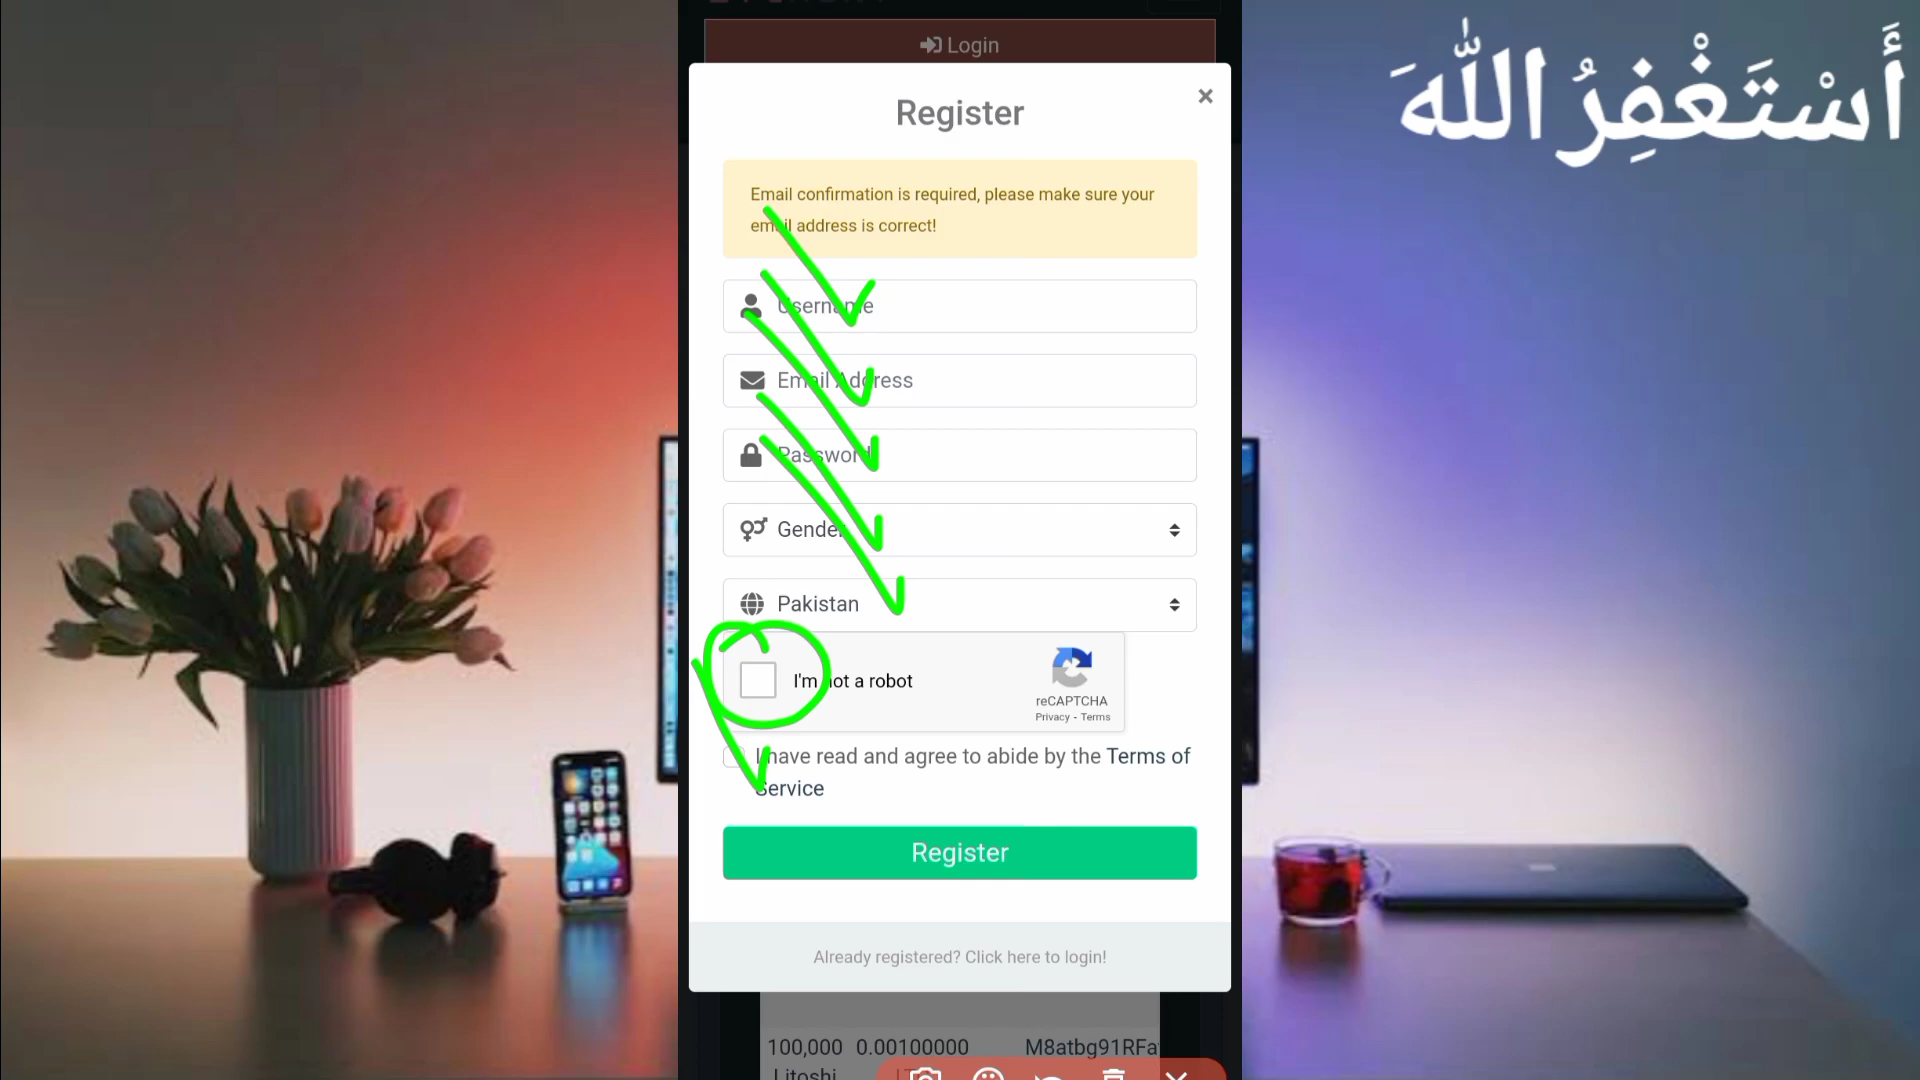 أَسْتَغْفِرُ اللّٰهَ
Login
Register
Email confirmation is required, please make sure your
email address is correct!
Username
Email Address
Password
Gender
Pakistan
I'm not a robot
reCAPTCHA
Privacy - Terms
I have read and agree to abide by the Terms of
Service
Register
Already registered? Click here to login!
100,000 0.00100000 M8atbg91RFa
Litoshi